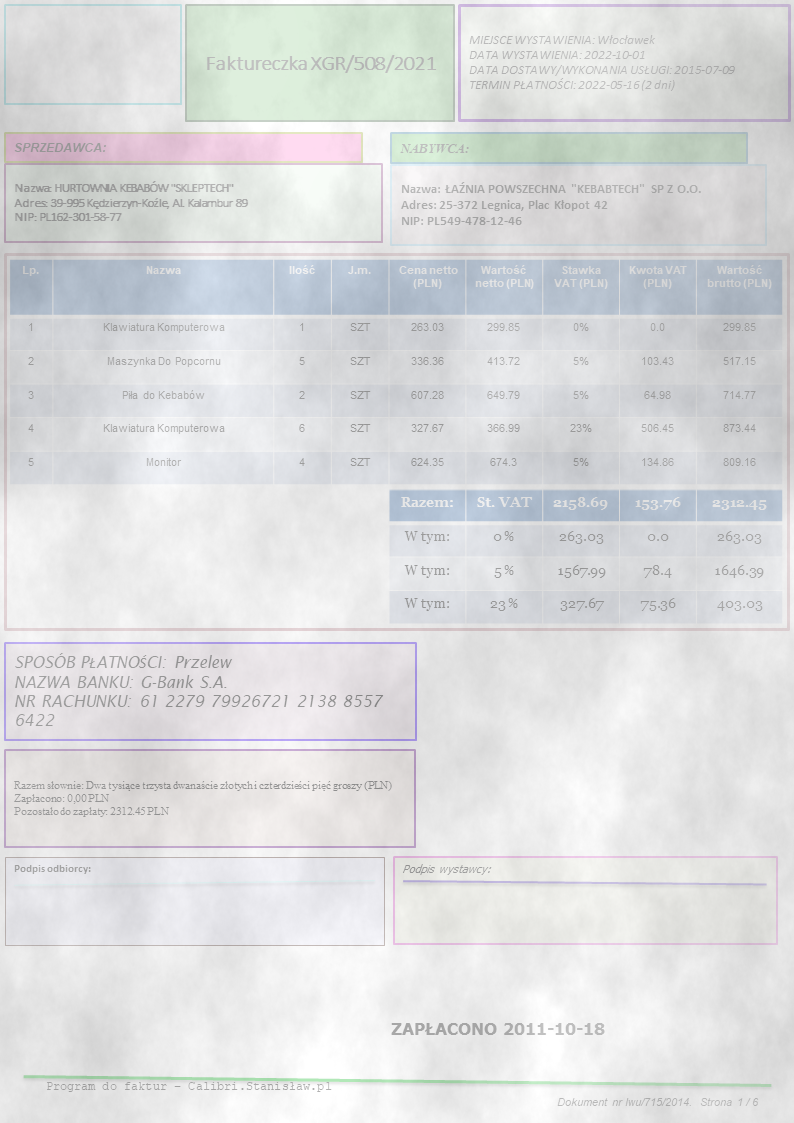 Faktureczka XGR/508/2021
MIEJSCE WYSTAWIENIA: Włocławek
DATA WYSTAWIENIA: 2022-10-01
DATA DOSTAWY/WYKONANIA USŁUGI: 2015-07-09
TERMIN PŁATNOŚCI: 2022-05-16 (2 dni)
SPRZEDAWCA:
Nazwa: HURTOWNIA KEBABÓW "SKLEPTECH"
Adres: 39-995 Kędzierzyn-Koźle, Al. Kalambur 89
NIP: PL162-301-58-77
NABYWCA:
Nazwa: ŁAŹNIA POWSZECHNA "KEBABTECH" SP Z O.O.
Adres: 25-372 Legnica, Plac Kłopot 42
NIP: PL549-478-12-46
Lp. Nazwa Ilość J.m. Cena netto (PLN) Wartość netto (PLN) Stawka VAT (PLN) Kwota VAT (PLN) Wartość brutto (PLN)
1 Klawiatura Komputerowa 1 SZT 263.03 299.85 0% 0.0 299.85
2 Maszynka Do Popcornu 5 SZT 336.36 413.72 5% 103.43 517.15
3 Piła do Kebabów 2 SZT 607.28 649.79 5% 64.98 714.77
4 Klawiatura Komputerowa 6 SZT 327.67 366.99 23% 506.45 873.44
5 Monitor 4 SZT 624.35 674.3 5% 134.86 809.16
Razem: St. VAT 2158.69 153.76 2312.45
W tym: 0 % 263.03 0.0 263.03
W tym: 5 % 1567.99 78.4 1646.39
W tym: 23 % 327.67 75.36 403.03
SPOSÓB PŁATNOŚCI: Przelew
NAZWA BANKU: G-Bank S.A.
NR RACHUNKU: 61 2279 79926721 2138 8557
6422
Razem słownie: Dwa tysiące trzysta dwanaście złotych i czterdzieści pięć groszy (PLN)
Zapłacono: 0,00 PLN
Pozostało do zapłaty: 2312.45 PLN
Podpis odbiorcy:
Podpis wystawcy:
ZAPŁACONO 2011-10-18
Program do faktur – Calibri.Stanisław.pl
Dokument nr lwu/715/2014. Strona 1 / 6